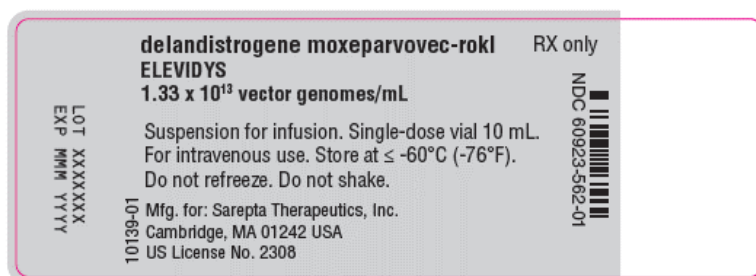 delandistrogene moxeparvovec-rokl
RX only
ELEVIDYS
1.33 x 10¹³ vector genomes/mL
Suspension for infusion. Single-dose vial 10 mL.
For intravenous use. Store at ≤ -60°C (-76°F).
Do not refreeze. Do not shake.
Mfg. for: Sarepta Therapeutics, Inc.
Cambridge, MA 01242 USA
US License No. 2308
10139-01
LOT XXXXXXX
EXP MMM YYYY
NDC 60923-562-01